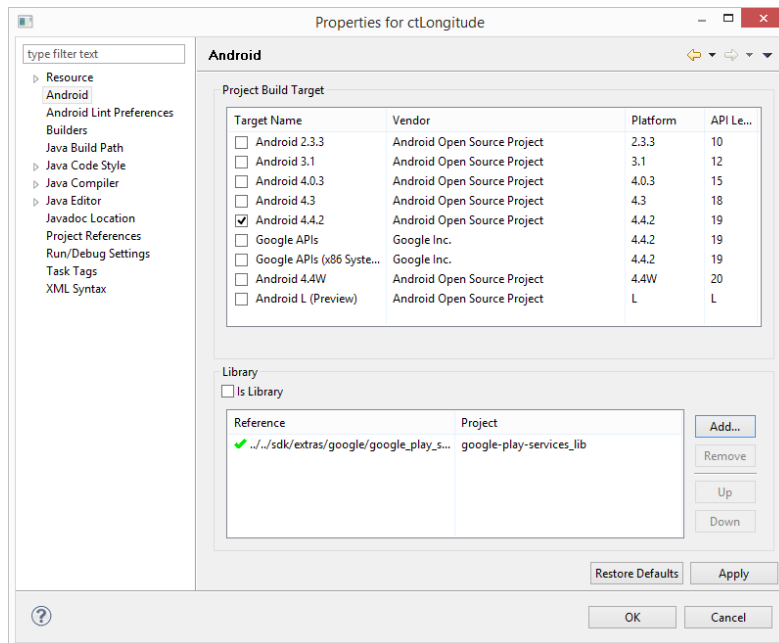 Properties for ctLongitude
type filter text
Resource
Android
Android Lint Preferences
Builders
Java Build Path
Java Code Style
Java Compiler
Java Editor
Javadoc Location
Project References
Run/Debug Settings
Task Tags
XML Syntax
Android
Project Build Target
Target Name Vendor Platform API Le...
Android 2.3.3 Android Open Source Project 2.3.3 10
Android 3.1 Android Open Source Project 3.1 12
Android 4.0.3 Android Open Source Project 4.0.3 15
Android 4.3 Android Open Source Project 4.3 18
Android 4.4.2 Android Open Source Project 4.4.2 19
Google APIs Google Inc. 4.4.2 19
Google APIs (x86 Syste... Google Inc. 4.4.2 19
Android 4.4W Android Open Source Project 4.4W 20
Android L (Preview) Android Open Source Project L L
Library
Is Library
Reference Project
../../sdk/extras/google/google_play_s... google-play-services_lib
Add...
Remove
Up
Down
Restore Defaults Apply
? OK Cancel